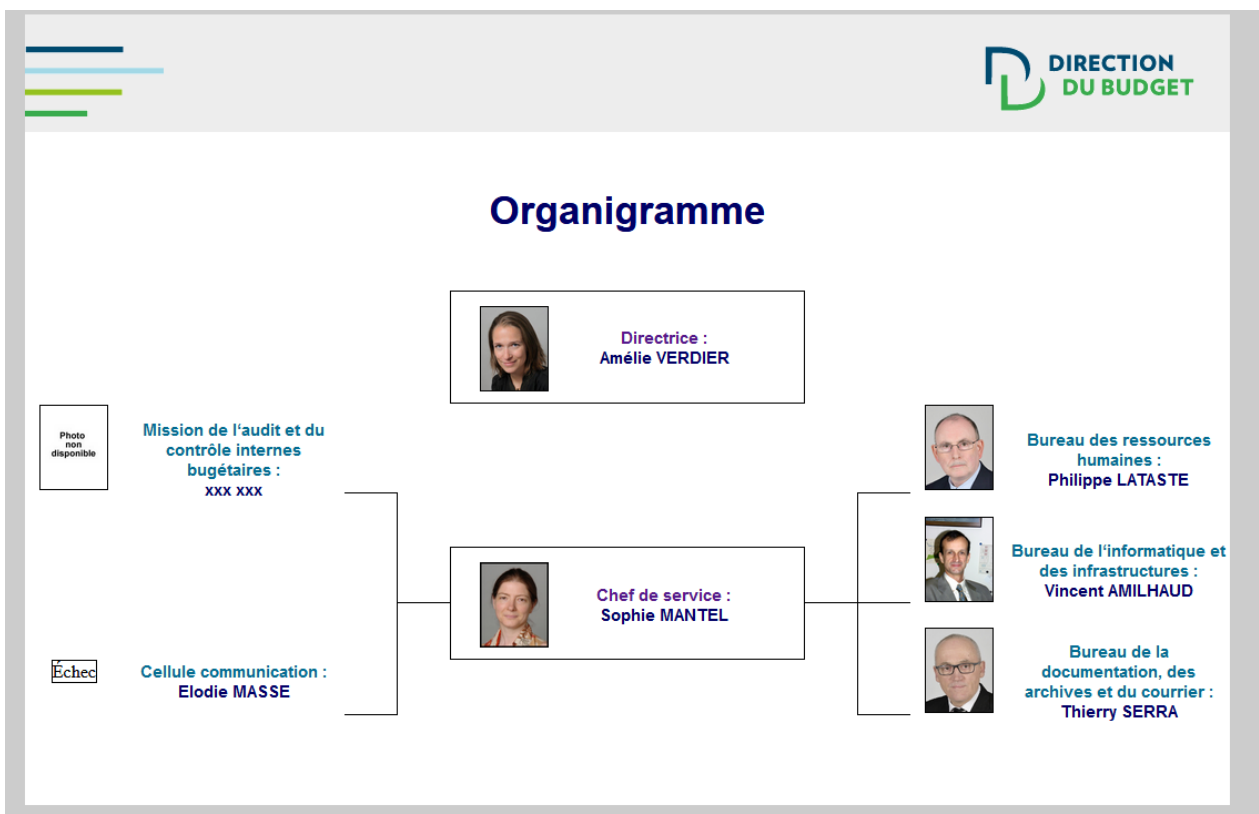 DIRECTION
DU BUDGET
Organigramme
Directrice :
Amélie VERDIER
Photo
non
disponible
Mission de l‘audit et du
contrôle internes
bugétaires :
xxx xxx
Bureau des ressources
humaines :
Philippe LATASTE
Bureau de l‘informatique et
des infrastructures :
Vincent AMILHAUD
Chef de service :
Sophie MANTEL
Échec
Cellule communication :
Elodie MASSE
Bureau de la
documentation, des
archives et du courrier :
Thierry SERRA